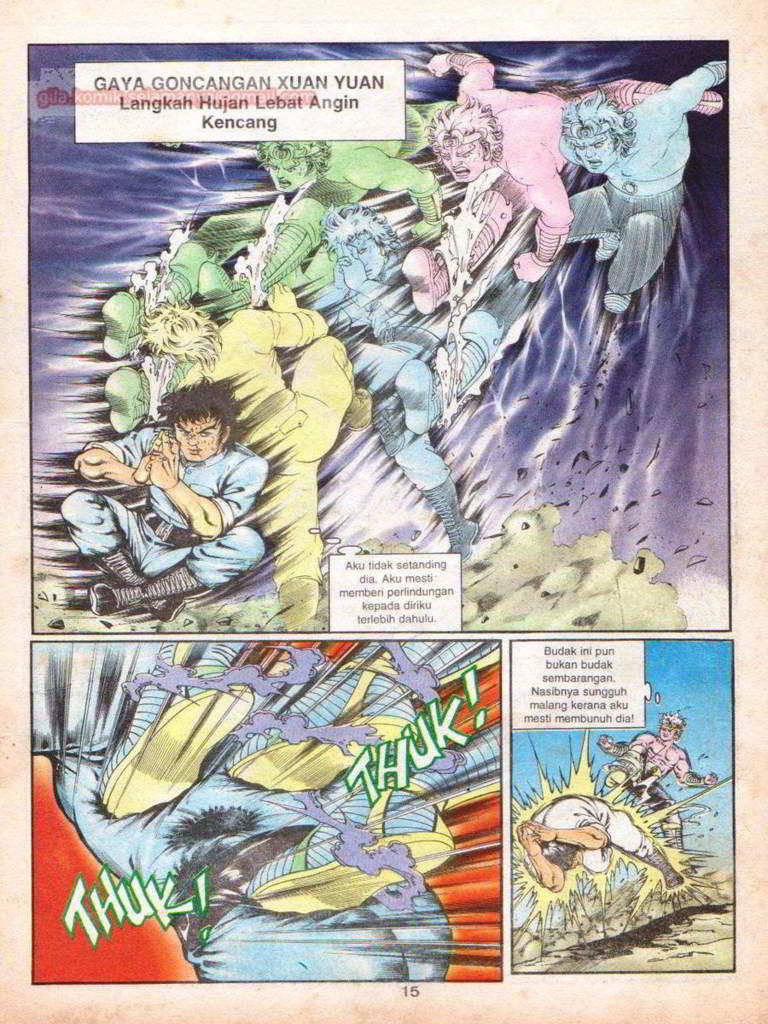 GAYA GONCANGAN XUAN YUAN
Langkah Hujan Lebat Angin
Kencang
Aku tidak setanding
dia. Aku mesti
memberi perlindungan
kepada diriku
terlebih dahulu.
THUK!
THUK!
Budak ini pun
bukan budak
sembarangan.
Nasibnya sungguh
malang kerana aku
mesti membunuh dia!
15